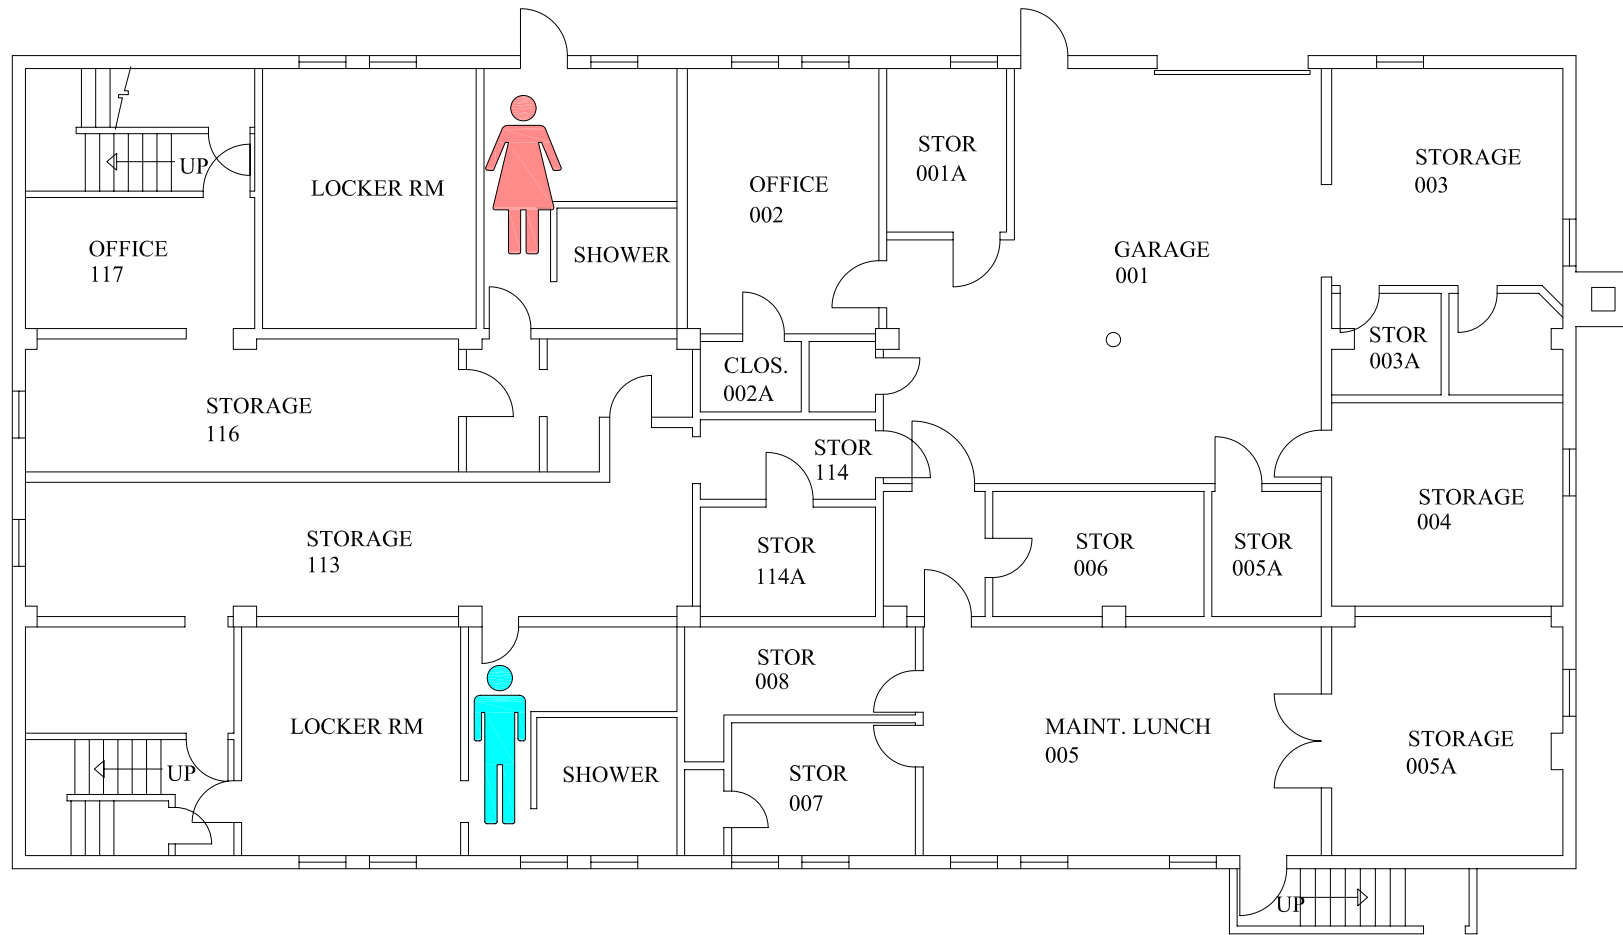 STOR
001A
STORAGE
003
UP
LOCKER RM
OFFICE
002
OFFICE
117
SHOWER
GARAGE
001
STOR
003A
CLOS.
002A
STORAGE
116
STOR
114
STORAGE
004
STORAGE
113
STOR
114A
STOR
006
STOR
005A
STOR
008
LOCKER RM
MAINT. LUNCH
005
STORAGE
005A
UP
SHOWER
STOR
007
UP